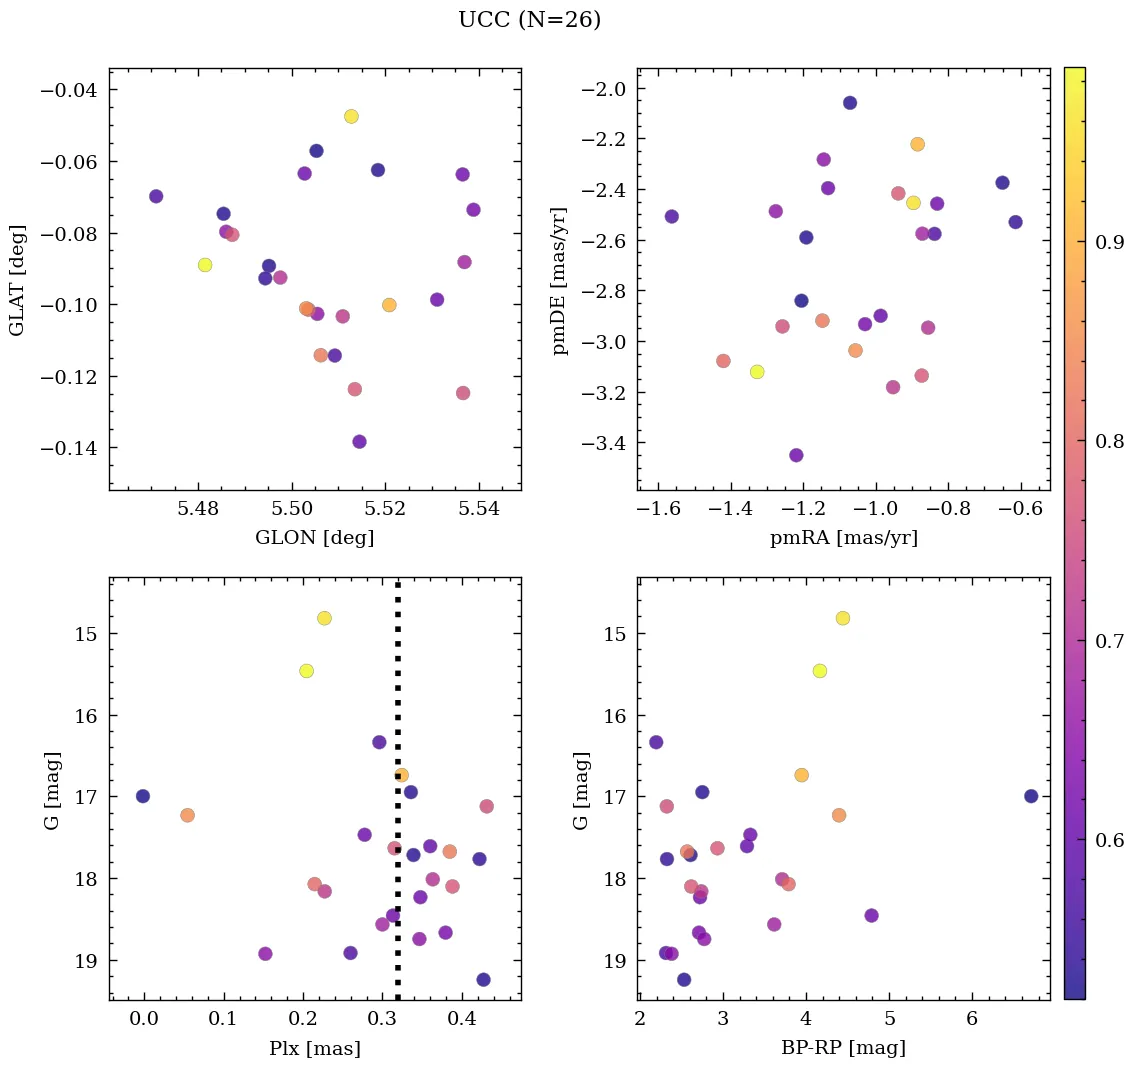 UCC (N=26)
−0.04
−0.06
−0.08
−0.10
−0.12
−0.14
GLAT [deg]
5.48 5.50 5.52 5.54
GLON [deg]
−2.0
−2.2
−2.4
−2.6
−2.8
−3.0
−3.2
−3.4
pmDE [mas/yr]
−1.6 −1.4 −1.2 −1.0 −0.8 −0.6
pmRA [mas/yr]
15
16
17
18
19
G [mag]
0.0 0.1 0.2 0.3 0.4
Plx [mas]
15
16
17
18
19
G [mag]
2 3 4 5 6
BP-RP [mag]
0.9
0.8
0.7
0.6